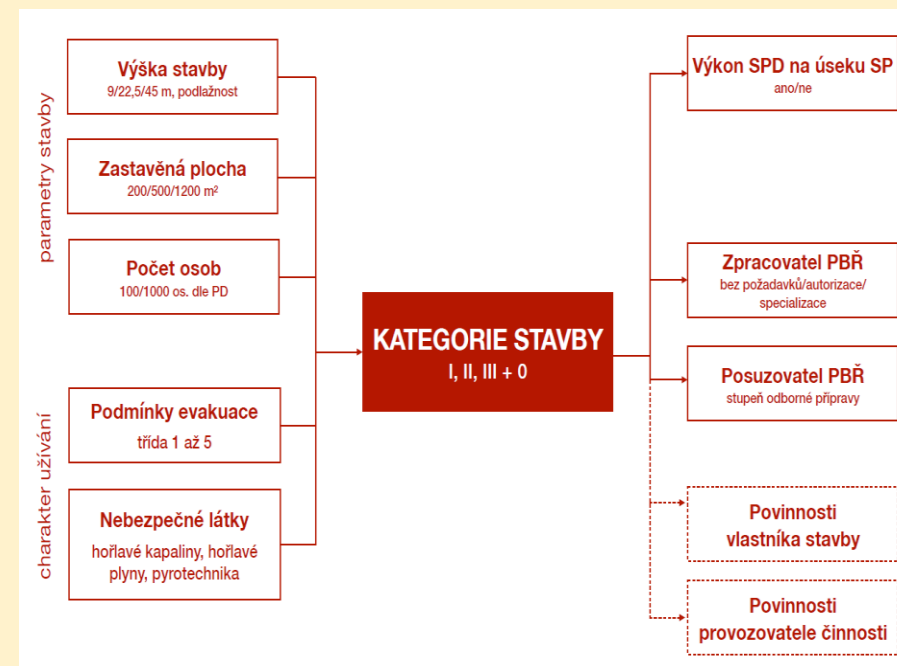 parametry stavby
Výška stavby
9/22,5/45 m, podlažnost
Zastavěná plocha
200/500/1200 m²
Počet osob
100/1000 os. dle PD
charakter užívání
Podmínky evakuace
třída 1 až 5
Nebezpečné látky
hořlavé kapaliny, hořlavé
plyny, pyrotechnika
KATEGORIE STAVBY
I, II, III + 0
Výkon SPD na úseku SP
ano/ne
Zpracovatel PBŘ
bez požadavků/autorizace/
specializace
Posuzovatel PBŘ
stupeň odborné přípravy
Povinnosti
vlastníka stavby
Povinnosti
provozovatele činnosti